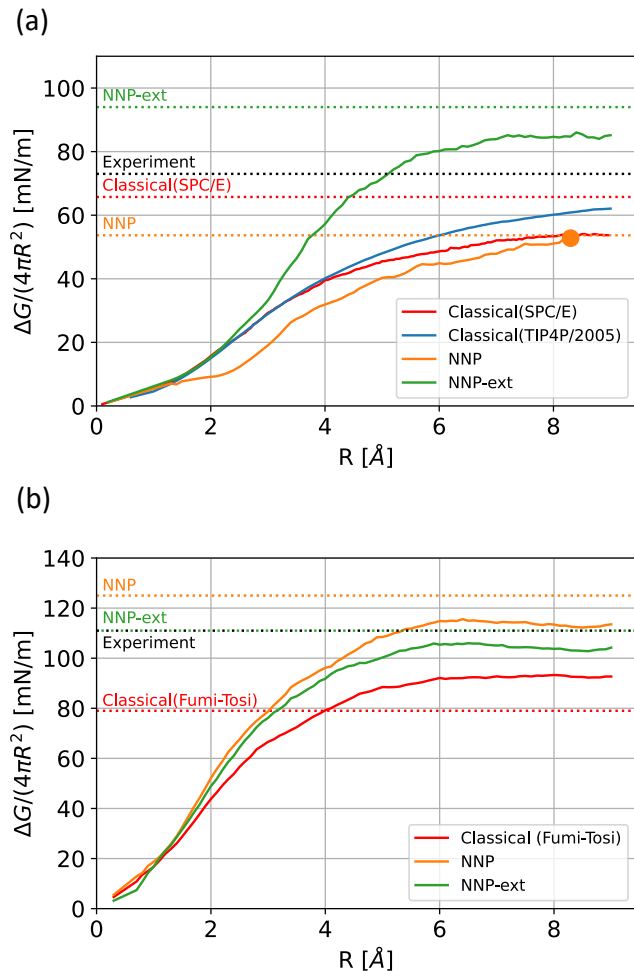 (a)
100
80
60
40
20
0
ΔG/(4πR²) [mN/m]
NNP-ext
Experiment
Classical(SPC/E)
NNP
Classical(SPC/E)
Classical(TIP4P/2005)
NNP
NNP-ext
0 2 4 6 8
R [Å]
(b)
140
120
100
80
60
40
20
0
ΔG/(4πR²) [mN/m]
NNP
NNP-ext
Experiment
Classical(Fumi-Tosi)
Classical (Fumi-Tosi)
NNP
NNP-ext
0 2 4 6 8
R [Å]